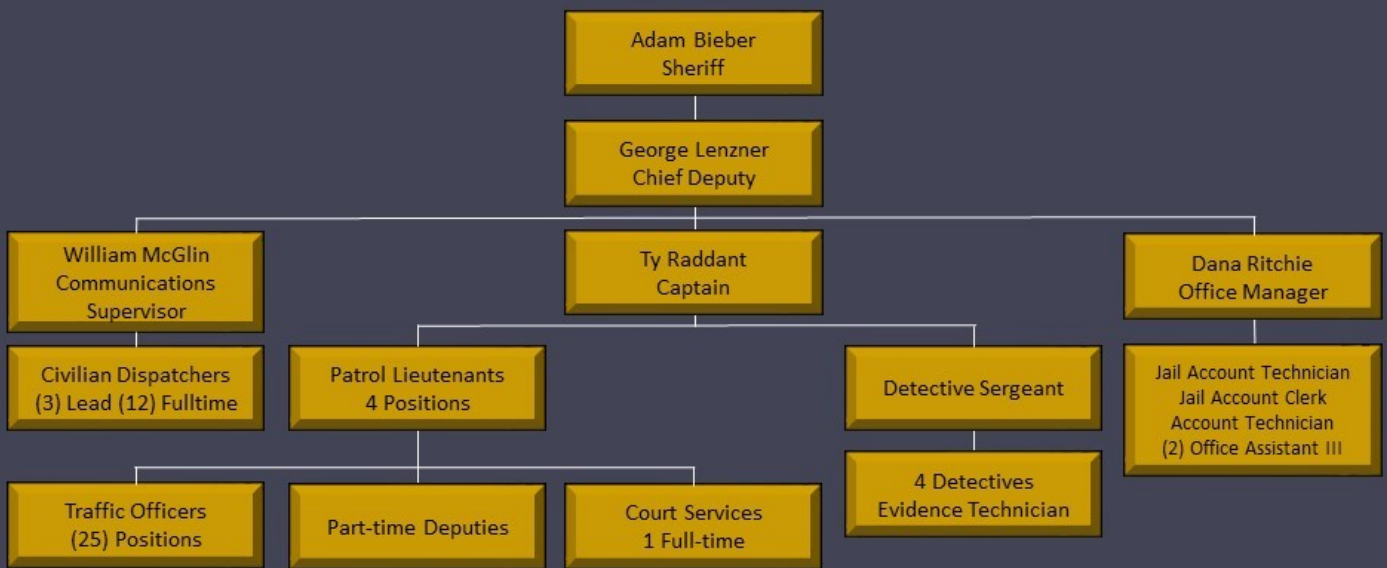 Adam Bieber
Sheriff
George Lenzner
Chief Deputy
William McGlin
Communications
Supervisor
Ty Raddant
Captain
Dana Ritchie
Office Manager
Civilian Dispatchers
(3) Lead (12) Fulltime
Patrol Lieutenants
4 Positions
Detective Sergeant
Jail Account Technician
Jail Account Clerk
Account Technician
(2) Office Assistant III
Traffic Officers
(25) Positions
Part-time Deputies
Court Services
1 Full-time
4 Detectives
Evidence Technician